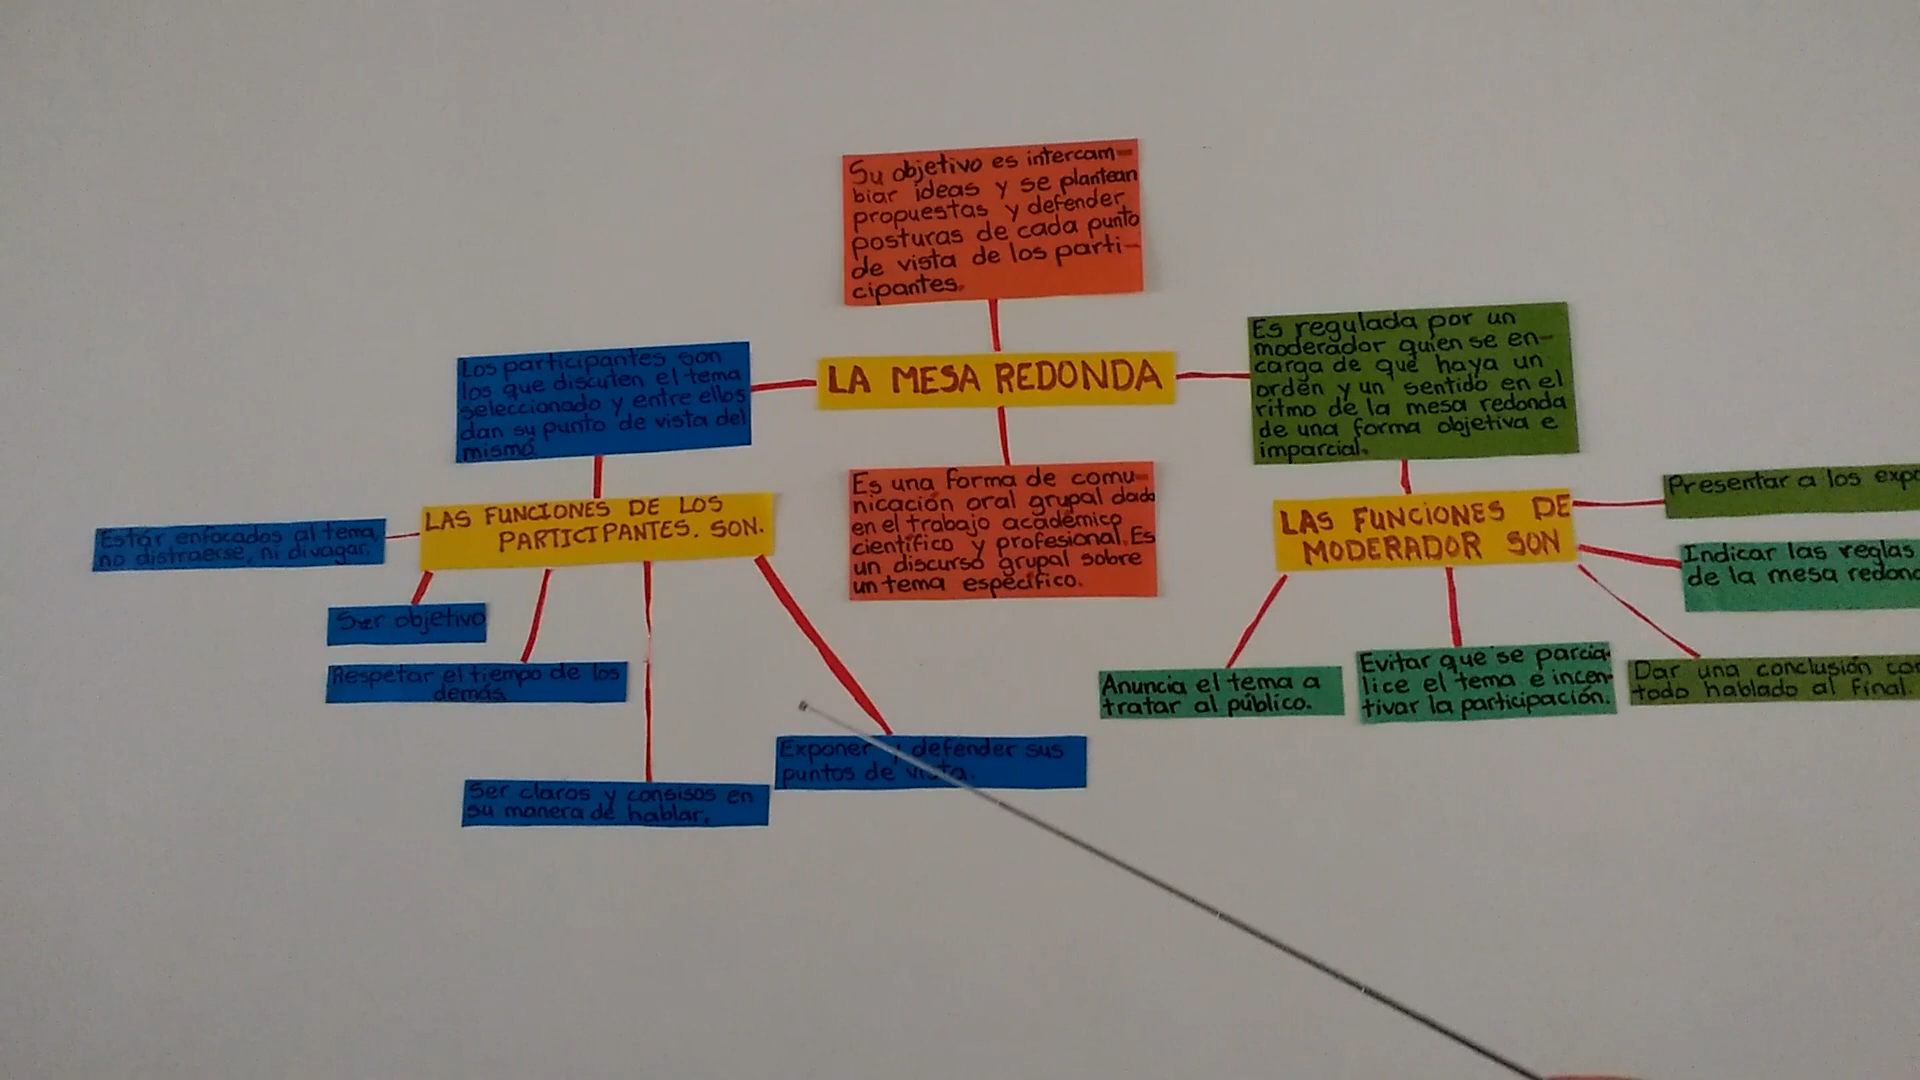 Su objetivo es intercam-
biar ideas y se plantean
propuestas y defender
posturas de cada punto
de vista de los parti-
cipantes.
LA MESA REDONDA
Los participantes son
los que discuten el tema
seleccionado y entre ellos
dan su punto de vista del
mismo
Es regulada por un
moderador quien se en-
carga de que haya un
orden y un sentido en el
ritmo de la mesa redonda
de una forma objetiva e
imparcial.
Es una forma de comu-
nicación oral grupal dada
en el trabajo académico
científico y profesional. Es
un discurso grupal sobre
un tema específico.
LAS FUNCIONES DE LOS
PARTICIPANTES. SON.
Estar enfocados al tema,
no distraerse, ni divagar.
Ser objetivo
Respetar el tiempo de los
demás
Ser claros y consisos en
su manera de hablar.
Exponer y defender sus
puntos de vista.
LAS FUNCIONES DE
MODERADOR SON
Presentar a los
Indicar las reglas
de la mesa
Anuncia el tema a
tratar al público.
Evitar que se parcia-
lice el tema e incen-
tivar la participación.
Dar una conclusión
todo hablado al final.